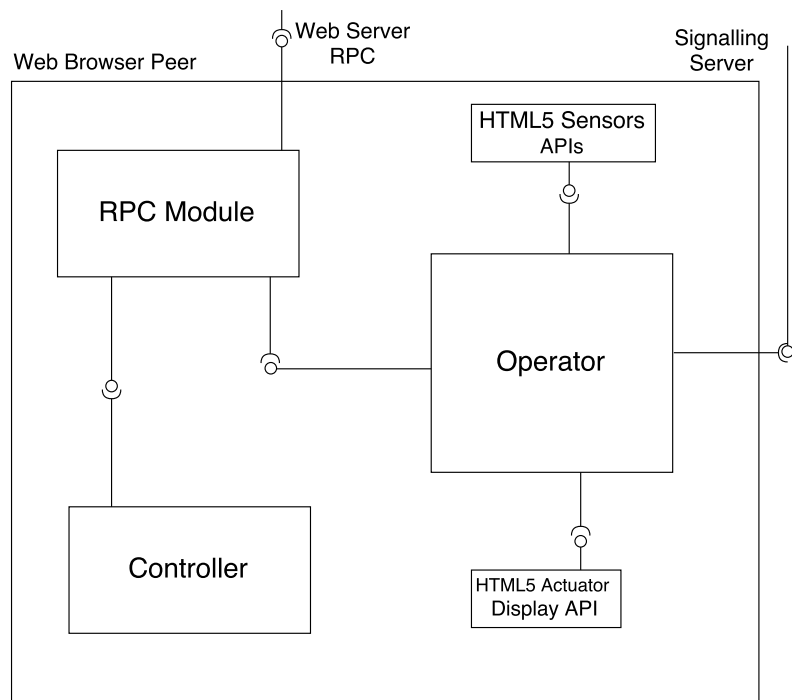 Web Server
RPC
Signalling
Server
Web Browser Peer
HTML5 Sensors
APIs
RPC Module
Operator
Controller
HTML5 Actuator
Display API